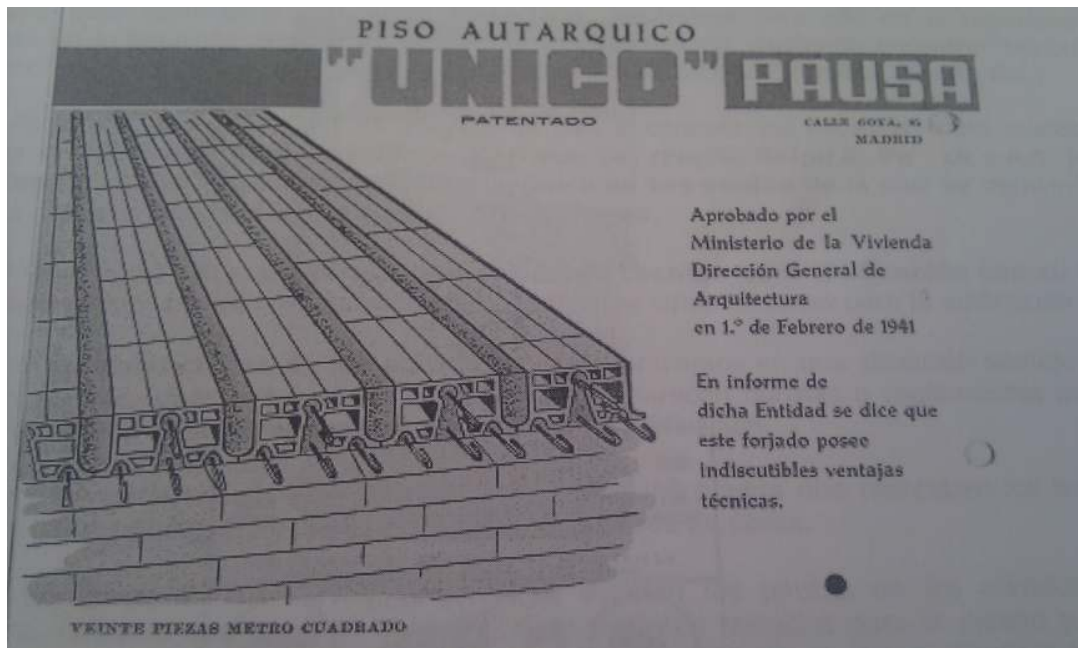 PISO AUTARQUICO
"UNICO" PAUSA
PATENTADO
CALLE GOYA,
MADRID
Aprobado por el
Ministerio de la Vivienda
Dirección General de
Arquitectura
en 1.º de Febrero de 1941
En informe de
dicha Entidad se dice que
este forjado posee
indiscutibles ventajas
técnicas.
VEINTE PIEZAS METRO CUADRADO